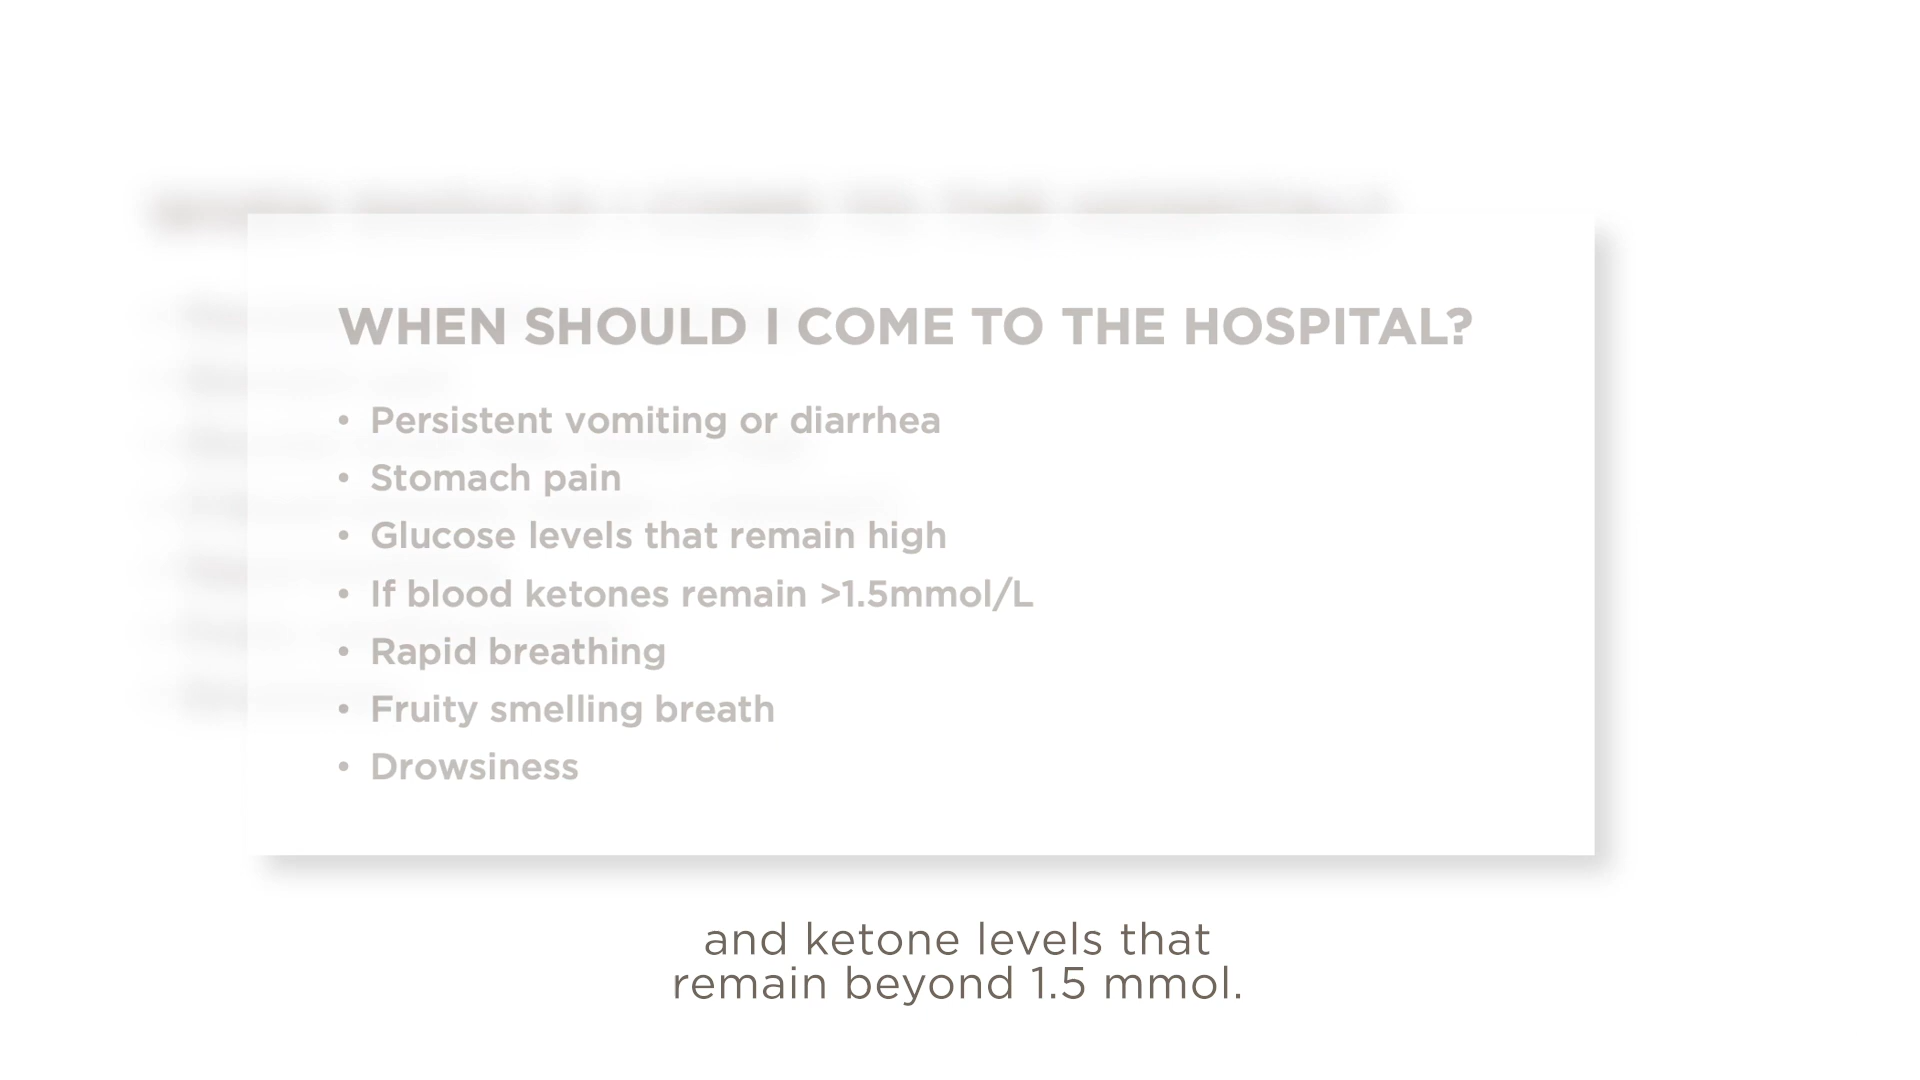 WHEN SHOULD I COME TO THE HOSPITAL?
• Persistent vomiting or diarrhea
• Stomach pain
• Glucose levels that remain high
• If blood ketones remain >1.5mmol/L
• Rapid breathing
• Fruity smelling breath
• Drowsiness
and ketone levels that
remain beyond 1.5 mmol.